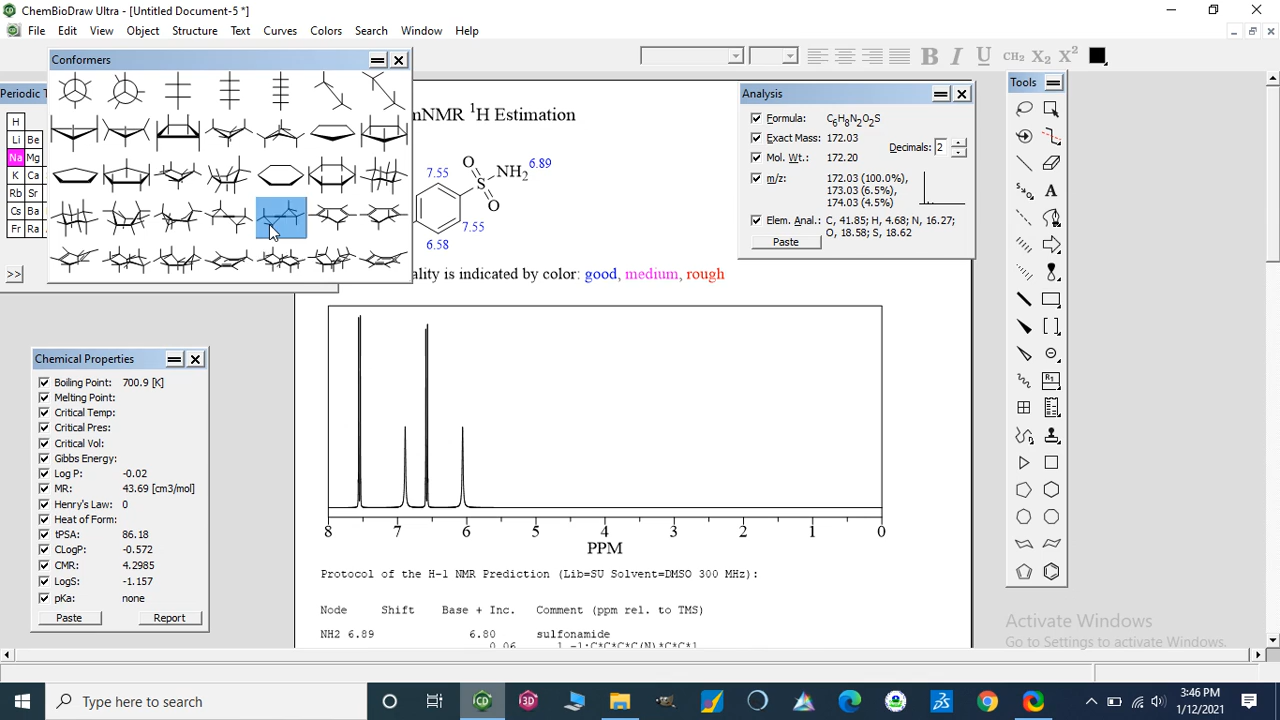 ChemBioDraw Ultra - [Untitled Document-5 *]
File Edit View Object Structure Text Curves Colors Search Window Help
Conformers
CH2 X2 X2
B I U
Periodic T
H
Li Be
Na Mg
K Ca
Rb Sr
Cs Ba
Fr Ra
>>
mNMR 1H Estimation
7.55
O
NH2 6.89
S
O
7.55
6.58
ality is indicated by color: good, medium, rough
Analysis
Formula: C6H8N2O2S
Exact Mass: 172.03
Decimals: 2
Mol. Wt.: 172.20
m/z: 172.03 (100.0%),
173.03 (6.5%),
174.03 (4.5%)
Elem. Anal.: C, 41.85; H, 4.68; N, 16.27;
O, 18.58; S, 18.62
Paste
Tools
A
R1
Chemical Properties
Boiling Point: 700.9 [K]
Melting Point:
Critical Temp:
Critical Pres:
Critical Vol:
Gibbs Energy:
Log P: -0.02
MR: 43.69 [cm3/mol]
Henry's Law: 0
Heat of Form:
tPSA: 86.18
CLogP: -0.572
CMR: 4.2985
LogS: -1.157
pKa: none
Paste Report
8 7 6 5 4 3 2 1 0
PPM
Protocol of the H-1 NMR Prediction (Lib=SU Solvent=DMSO 300 MHz):
Node Shift Base + Inc. Comment (ppm rel. to TMS)
NH2 6.89 6.80 sulfonamide
Activate Windows
Go to Settings to activate Windows.
Type here to search
3:46 PM
1/12/2021